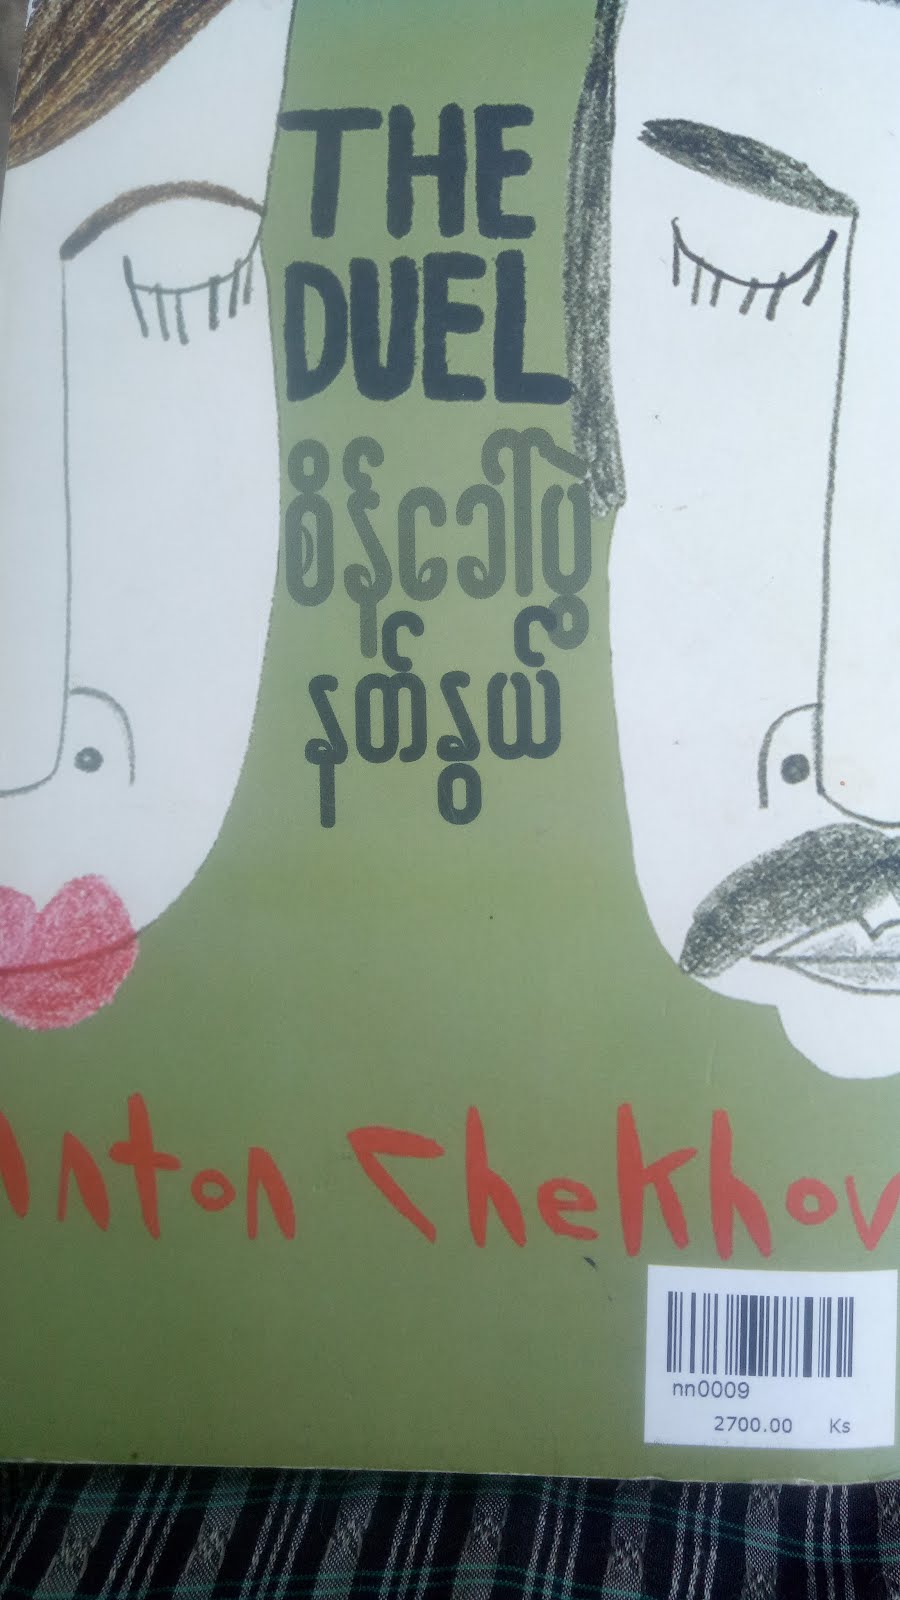 THE
DUEL
စိန်ခေါ်ပွဲ
နတ်နွယ်
Anton Chekhov
nn0009
2700.00 Ks